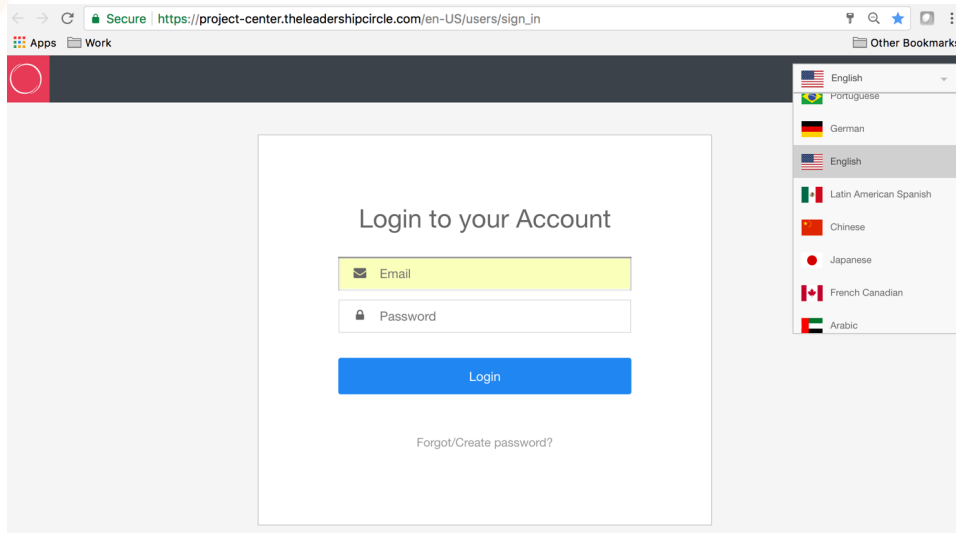 Secure https://project-center.theleadershipcircle.com/en-US/users/sign_in
Apps Work Other Bookmarks
English
Portuguese
German
English
Latin American Spanish
Chinese
Japanese
French Canadian
Arabic
Login to your Account
Email
Password
Login
Forgot/Create password?